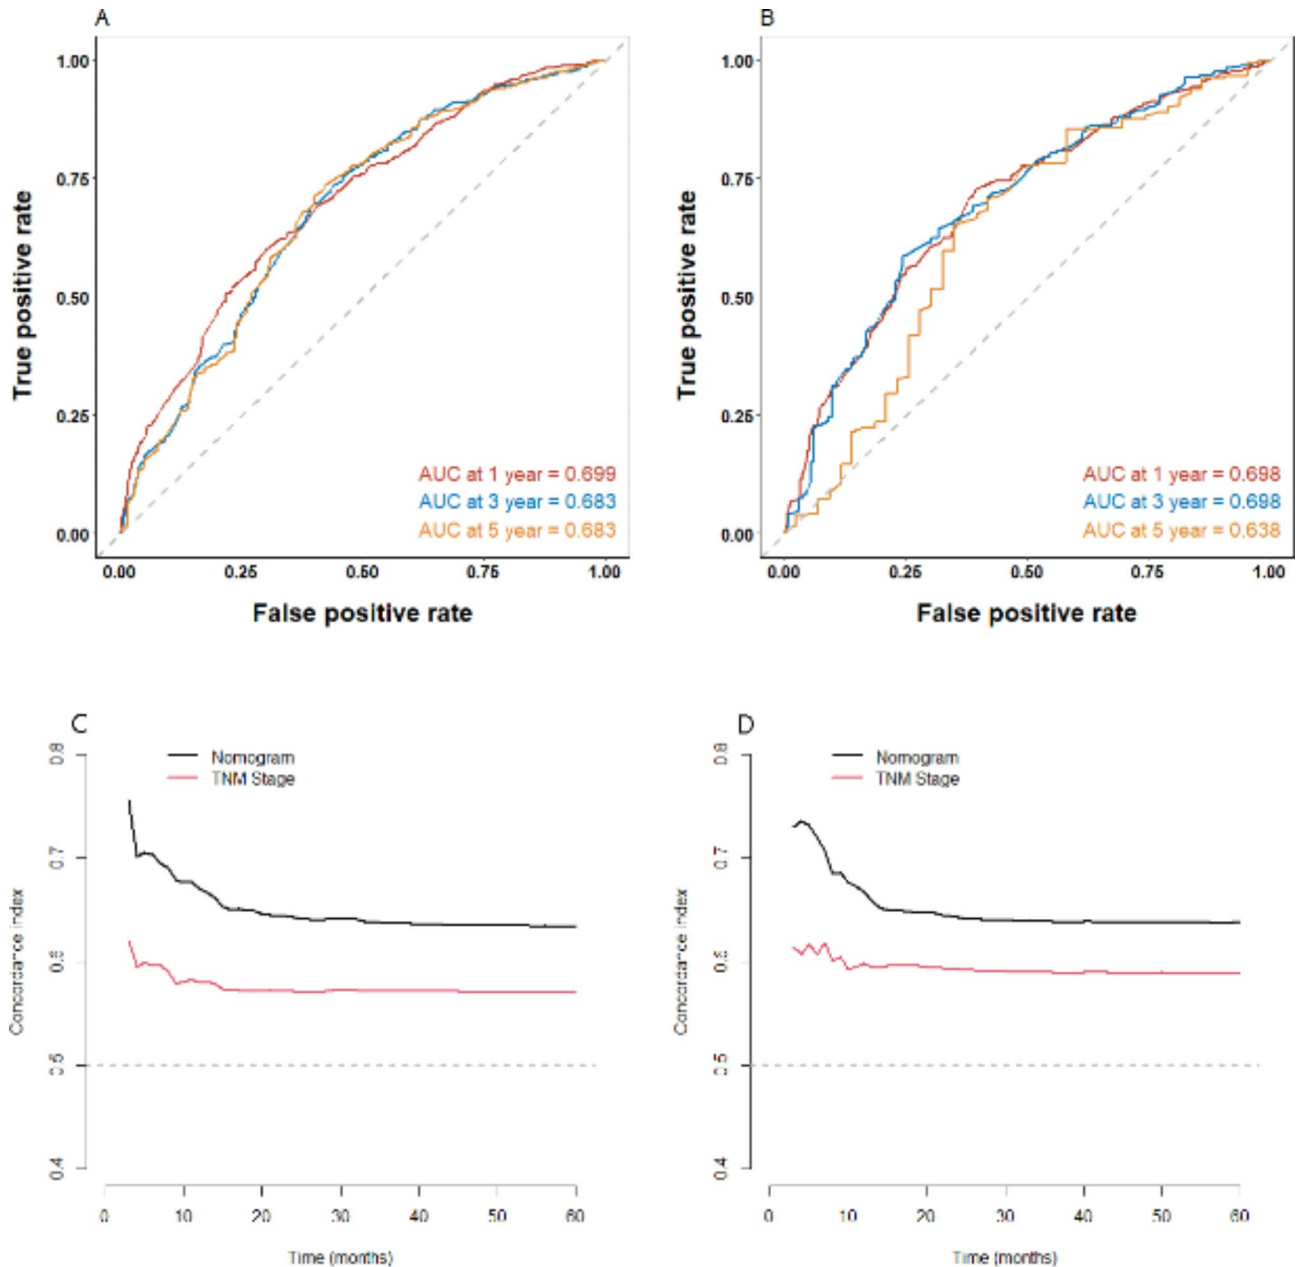 A
1.00
0.75
0.50
0.25
0.00
True positive rate
AUC at 1 year = 0.699
AUC at 3 year = 0.683
AUC at 5 year = 0.683
0.00 0.25 0.50 0.75 1.00
False positive rate
B
1.00
0.75
0.50
0.25
0.00
True positive rate
AUC at 1 year = 0.698
AUC at 3 year = 0.698
AUC at 5 year = 0.638
0.00 0.25 0.50 0.75 1.00
False positive rate
C
Nomogram
TNM Stage
0.8
0.7
0.6
0.5
0.4
Concordance index
0 10 20 30 40 50 60
Time (months)
D
Nomogram
TNM Stage
0.8
0.7
0.6
0.5
0.4
Concordance index
0 10 20 30 40 50 60
Time (months)